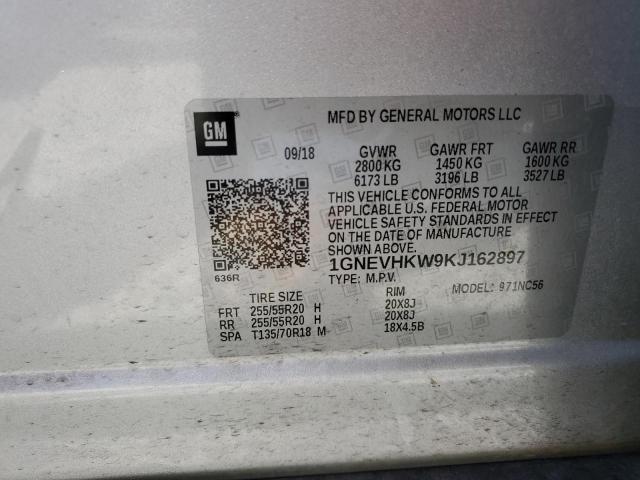 GM
MFD BY GENERAL MOTORS LLC
09/18 GVWR GAWR FRT GAWR RR
2800 KG 1450 KG 1600 KG
6173 LB 3196 LB 3527 LB
THIS VEHICLE CONFORMS TO ALL
APPLICABLE U.S. FEDERAL MOTOR
VEHICLE SAFETY STANDARDS IN EFFECT
ON THE DATE OF MANUFACTURE
SHOWN ABOVE.
636R
1GNEVHKW9KJ162897
TYPE: M.P.V. MODEL: 971NC56
TIRE SIZE RIM
FRT 255/55R20 H 20X8J
RR 255/55R20 H 20X8J
SPA T135/70R18 M 18X4.5B